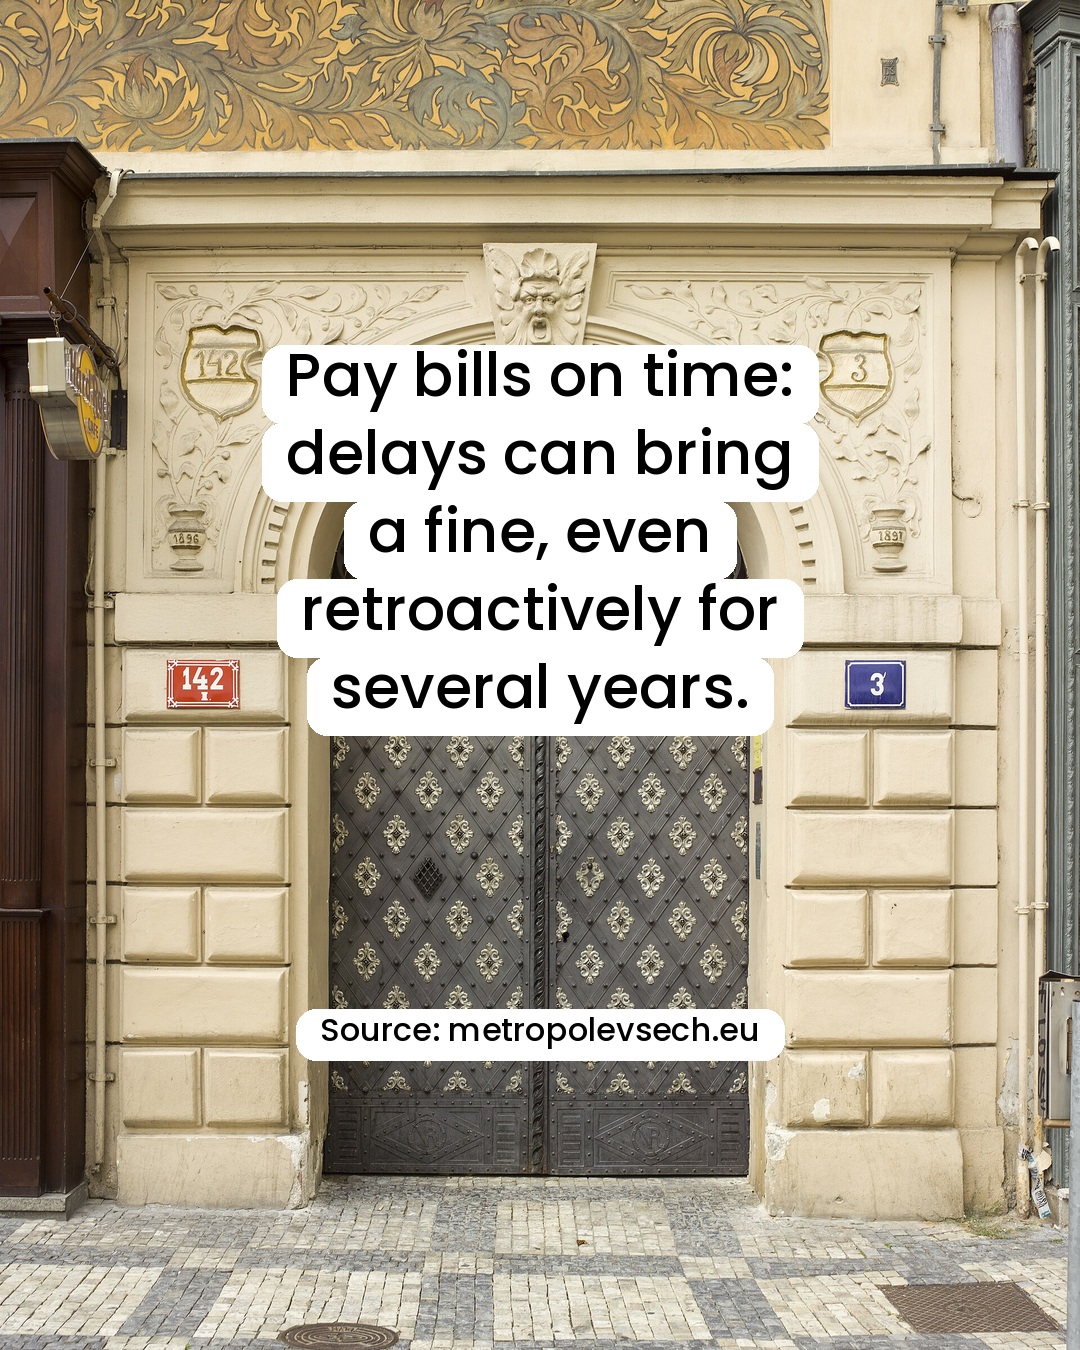 142
3
Pay bills on time:
delays can bring
a fine, even
retroactively for
several years.
1896
1897
142
I.
3
Source: metropolevsech.eu